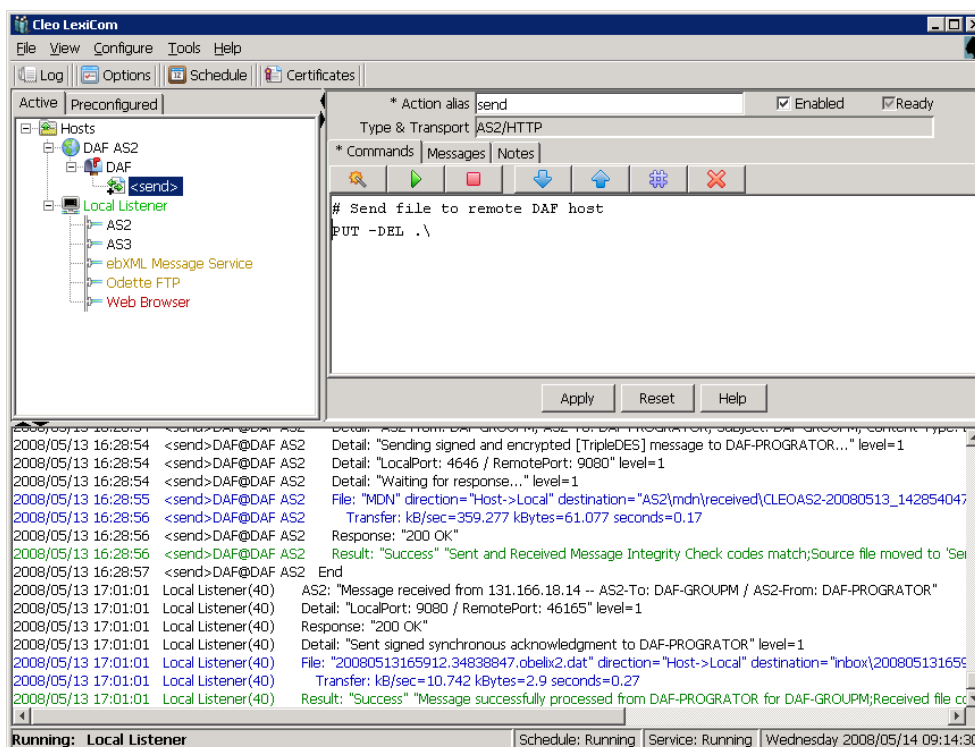 Cleo LexiCom
File View Configure Tools Help
Log Options Schedule Certificates
Active Preconfigured
Hosts
DAF AS2
DAF
<send>
Local Listener
AS2
AS3
ebXML Message Service
Odette FTP
Web Browser
* Action alias send Enabled Ready
Type & Transport AS2/HTTP
* Commands Messages Notes
# Send file to remote DAF host
PUT -DEL .\
Apply Reset Help
2008/05/13 16:28:54 <send>DAF@DAF AS2 Detail: "Sending signed and encrypted [TripleDES] message to DAF-PROGRATOR..." level=1
2008/05/13 16:28:54 <send>DAF@DAF AS2 Detail: "LocalPort: 4646 / RemotePort: 9080" level=1
2008/05/13 16:28:54 <send>DAF@DAF AS2 Detail: "Waiting for response..." level=1
2008/05/13 16:28:55 <send>DAF@DAF AS2 File: "MDN" direction="Host->Local" destination="AS2\mdn\received\CLEOAS2-20080513_142854047
2008/05/13 16:28:56 <send>DAF@DAF AS2 Transfer: kB/sec=359.277 kBytes=61.077 seconds=0.17
2008/05/13 16:28:56 <send>DAF@DAF AS2 Response: "200 OK"
2008/05/13 16:28:56 <send>DAF@DAF AS2 Result: "Success" "Sent and Received Message Integrity Check codes match;Source file moved to 'Sen
2008/05/13 16:28:57 <send>DAF@DAF AS2 End
2008/05/13 17:01:01 Local Listener(40) AS2: "Message received from 131.166.18.14 -- AS2-To: DAF-GROUPM / AS2-From: DAF-PROGRATOR"
2008/05/13 17:01:01 Local Listener(40) Detail: "LocalPort: 9080 / RemotePort: 46165" level=1
2008/05/13 17:01:01 Local Listener(40) Response: "200 OK"
2008/05/13 17:01:01 Local Listener(40) Detail: "Sent signed synchronous acknowledgment to DAF-PROGRATOR" level=1
2008/05/13 17:01:01 Local Listener(40) File: "20080513165912.34838847.obelix2.dat" direction="Host->Local" destination="inbox\200805131659
2008/05/13 17:01:01 Local Listener(40) Transfer: kB/sec=10.742 kBytes=2.9 seconds=0.27
2008/05/13 17:01:01 Local Listener(40) Result: "Success" "Message successfully processed from DAF-PROGRATOR for DAF-GROUPM;Received file co
Running: Local Listener Schedule: Running Service: Running Wednesday 2008/05/14 09:14:30